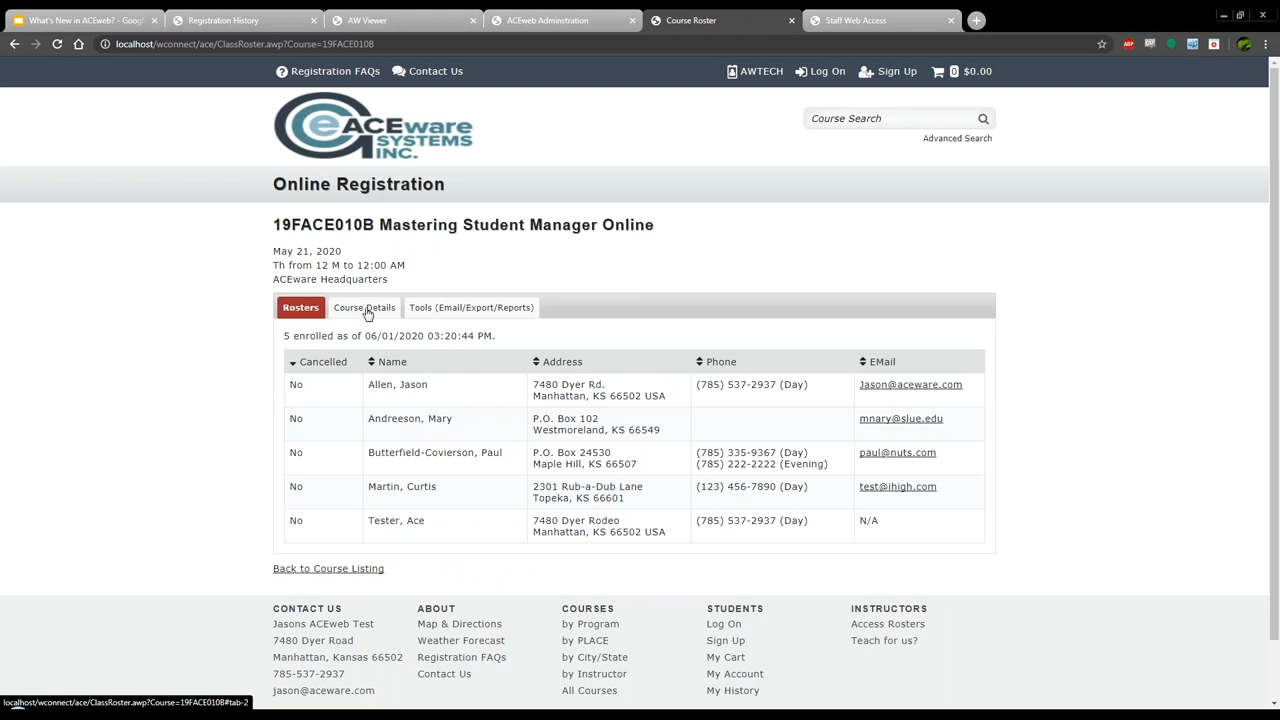 What's New in ACEweb? - Goog
Registration History
AW Viewer
ACEweb Adminstration
Course Roster
Staff Web Access
localhost/wconnect/ace/ClassRoster.awp?Course=19FACE010B
Registration FAQs
Contact Us
AWTECH
Log On
Sign Up
0 $0.00
ACEware
SYSTEMS
INC.
Course Search
Advanced Search
Online Registration
19FACE010B Mastering Student Manager Online
May 21, 2020
Th from 12 M to 12:00 AM
ACEware Headquarters
Rosters
Course Details
Tools (Email/Export/Reports)
5 enrolled as of 06/01/2020 03:20:44 PM.
Cancelled Name Address Phone EMail
No Allen, Jason 7480 Dyer Rd. (785) 537-2937 (Day) Jason@aceware.com
Manhattan, KS 66502 USA
No Andreeson, Mary P.O. Box 102 mnary@slue.edu
Westmoreland, KS 66549
No Butterfield-Covierson, Paul P.O. Box 24530 (785) 335-9367 (Day) paul@nuts.com
Maple Hill, KS 66507 (785) 222-2222 (Evening)
No Martin, Curtis 2301 Rub-a-Dub Lane (123) 456-7890 (Day) test@ihigh.com
Topeka, KS 66601
No Tester, Ace 7480 Dyer Rodeo (785) 537-2937 (Day) N/A
Manhattan, KS 66502 USA
Back to Course Listing
CONTACT US
Jasons ACEweb Test
7480 Dyer Road
Manhattan, Kansas 66502
785-537-2937
jason@aceware.com
ABOUT
Map & Directions
Weather Forecast
Registration FAQs
Contact Us
COURSES
by Program
by PLACE
by City/State
by Instructor
All Courses
STUDENTS
Log On
Sign Up
My Cart
My Account
My History
INSTRUCTORS
Access Rosters
Teach for us?
localhost/wconnect/ace/ClassRoster.awp?Course=19FACE010B#tab-2